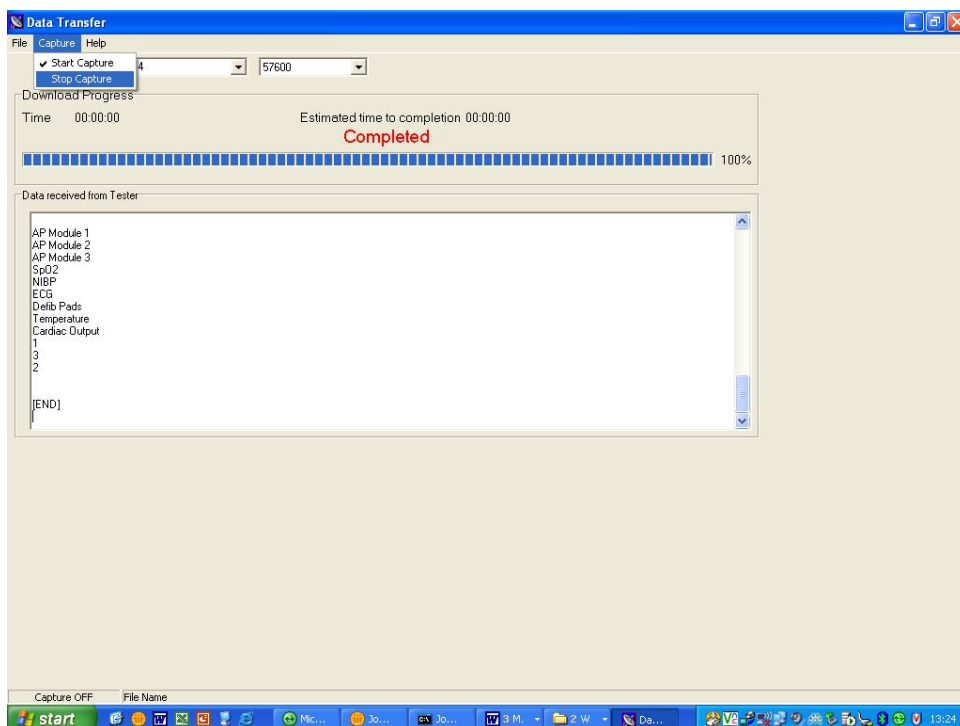 Data Transfer
File Capture Help
Start Capture
Stop Capture
4 57600
Download Progress
Time 00:00:00 Estimated time to completion 00:00:00
Completed
100%
Data received from Tester
AP Module 1
AP Module 2
AP Module 3
SpO2
NIBP
ECG
Defib Pads
Temperature
Cardiac Output
1
3
2
[END]
Capture OFF File Name
start Mic... Jo... Jo... 3 M. 2 W Da... 13:24